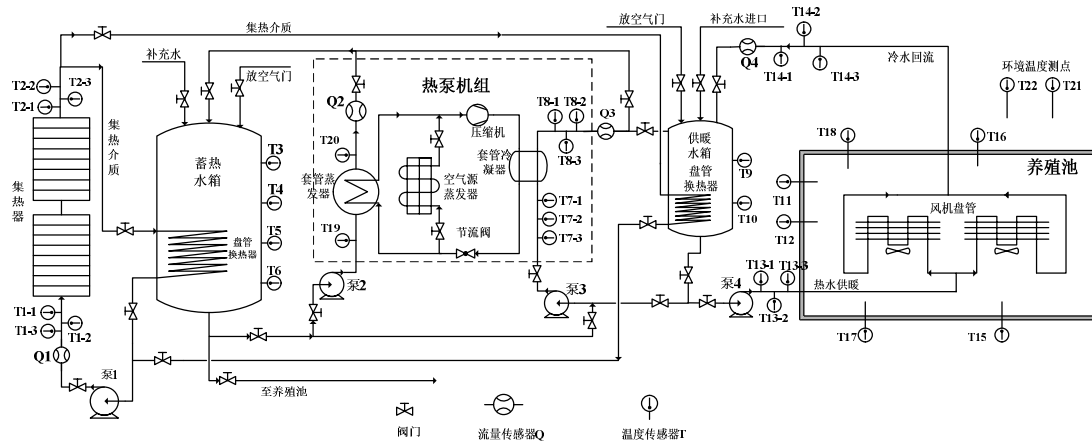 集热介质
放空气门
补充水进口
T14-2
Q4
T14-1
T14-3
冷水回流
环境温度测点
T22
T21
补充水
放空气门
T2-2
T2-3
T2-1
集热介质
热泵机组
Q2
压缩机
T8-1
T8-2
Q3
T8-3
T20
套管蒸发器
空气源蒸发器
套管冷凝器
供暖水箱
盘管换热器
T9
T10
T18
T16
养殖池
T11
T12
风机盘管
蓄热水箱
T3
T4
T5
T6
盘管换热器
集热器
T19
节流阀
T7-1
T7-2
T7-3
泵2
泵3
泵4
T13-1
T13-3
T13-2
热水供暖
T17
T15
T1-1
T1-3
T1-2
Q1
泵1
至养殖池
阀门
流量传感器Q
温度传感器T